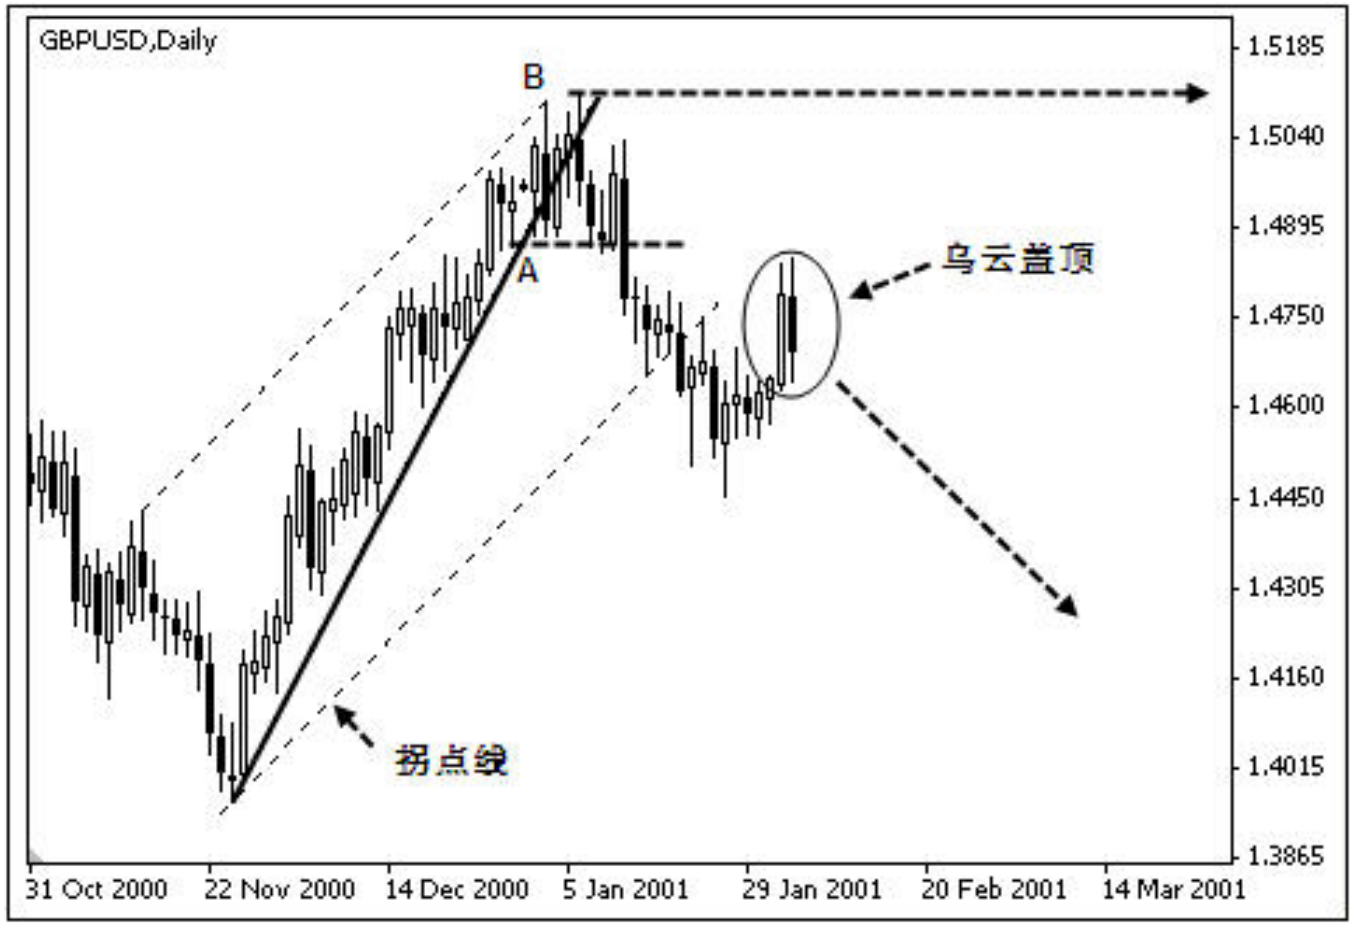 GBPUSD,Daily
B
A
乌云盖顶
拐点线
1.5185
1.5040
1.4895
1.4750
1.4600
1.4450
1.4305
1.4160
1.4015
1.3865
31 Oct 2000
22 Nov 2000
14 Dec 2000
5 Jan 2001
29 Jan 2001
20 Feb 2001
14 Mar 2001